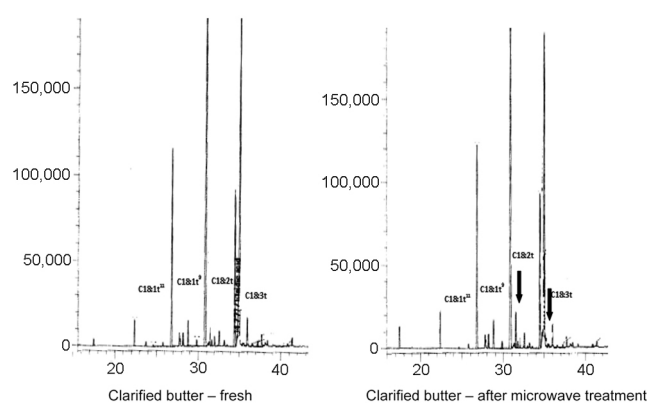 150,000
100,000
50,000
0
C18:1t¹¹
C18:1t⁹
C18:2t
C18:3t
20
30
40
Clarified butter – fresh
150,000
100,000
50,000
0
C18:1t¹¹
C18:1t⁹
C18:2t
C18:3t
20
30
40
Clarified butter – after microwave treatment